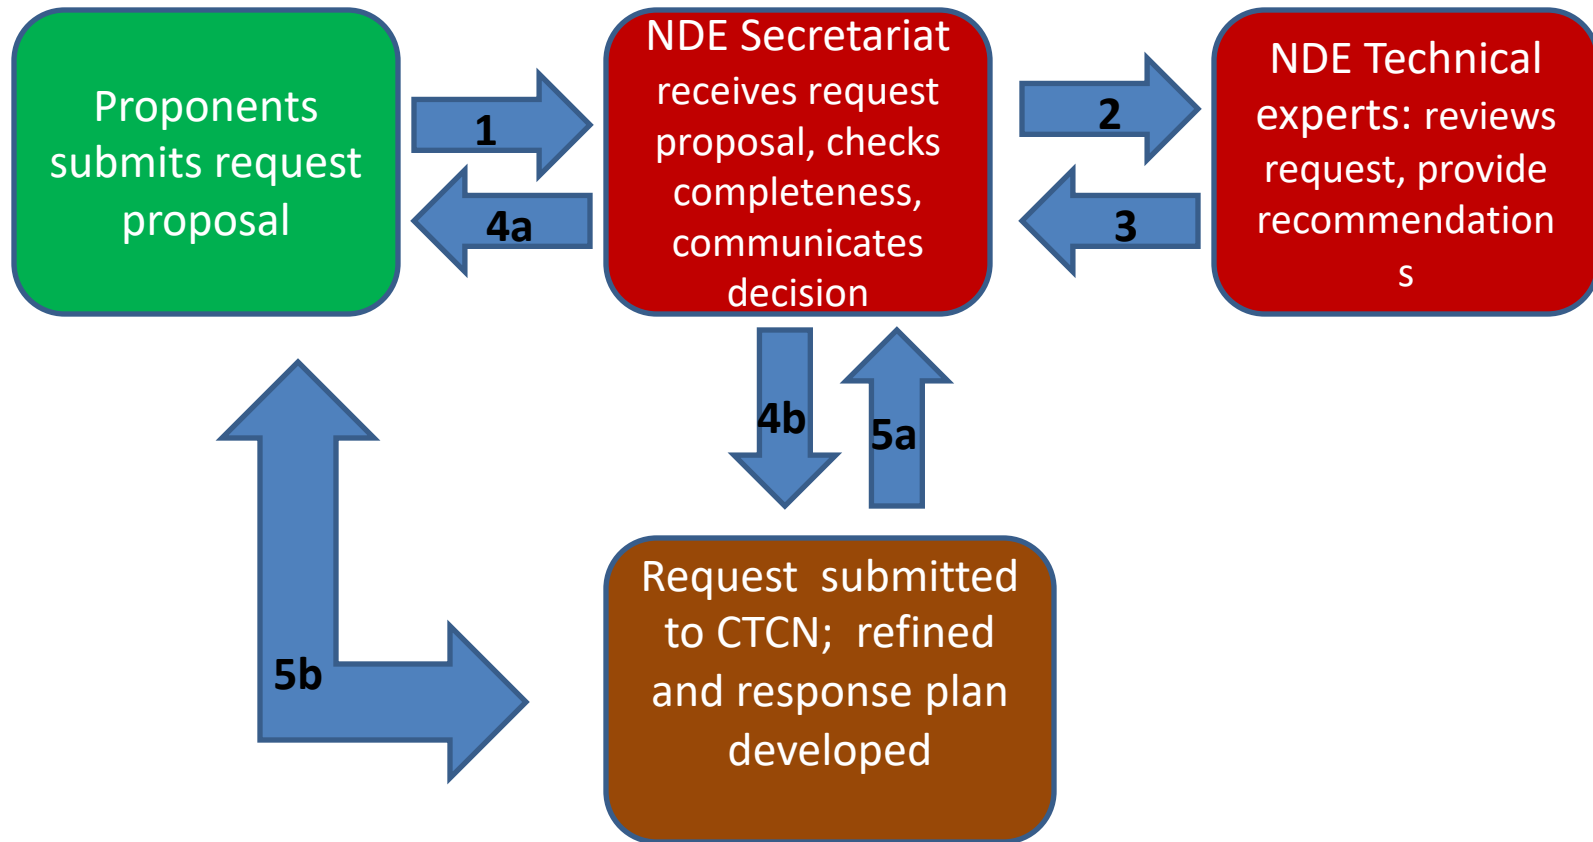 Proponents
submits request
proposal
1
4a
NDE Secretariat
receives request
proposal, checks
completeness,
communicates
decision
2
3
NDE Technical
experts: reviews
request, provide
recommendation
s
4b
5a
5b
Request submitted
to CTCN; refined
and response plan
developed